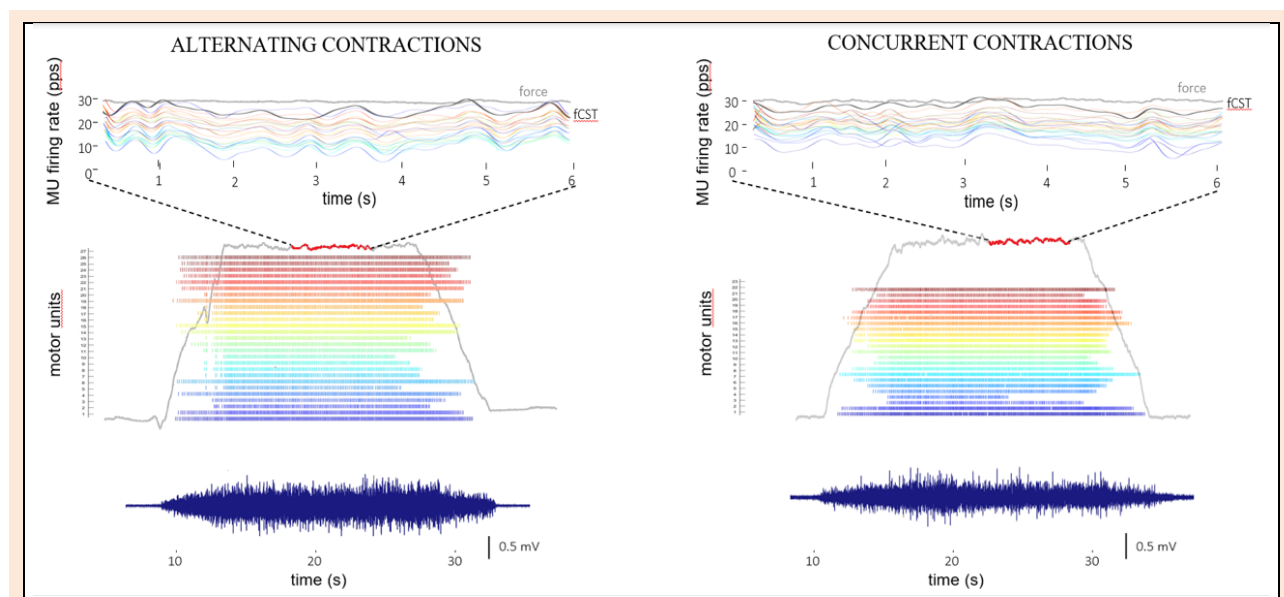 ALTERNATING CONTRACTIONS
MU firing rate (pps)
30
20
10
0
force
fCST
1 2 3 4 5 6
time (s)
motor units
0.5 mV
10 20 30
time (s)
CONCURRENT CONTRACTIONS
MU firing rate (pps)
30
20
10
0
force
fCST
1 2 3 4 5 6
time (s)
motor units
0.5 mV
10 20 30
time (s)